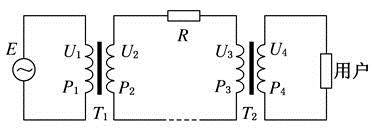 R
E U₁ U₂ U₃ U₄ 用户
P₁ P₂ P₃ P₄
T₁ T₂